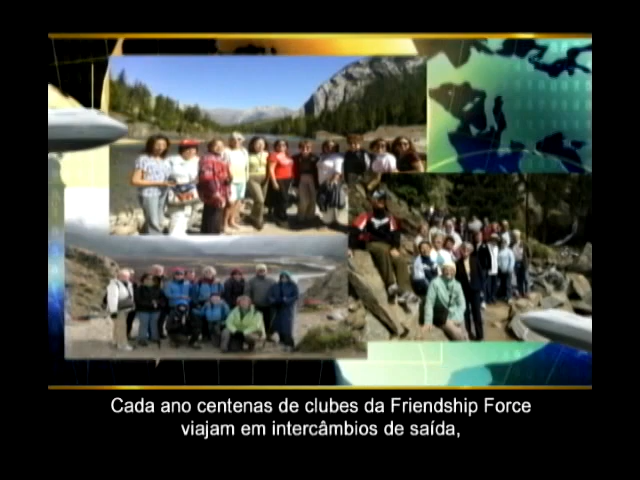 Cada ano centenas de clubes da Friendship Force
viajam em intercâmbios de saída,